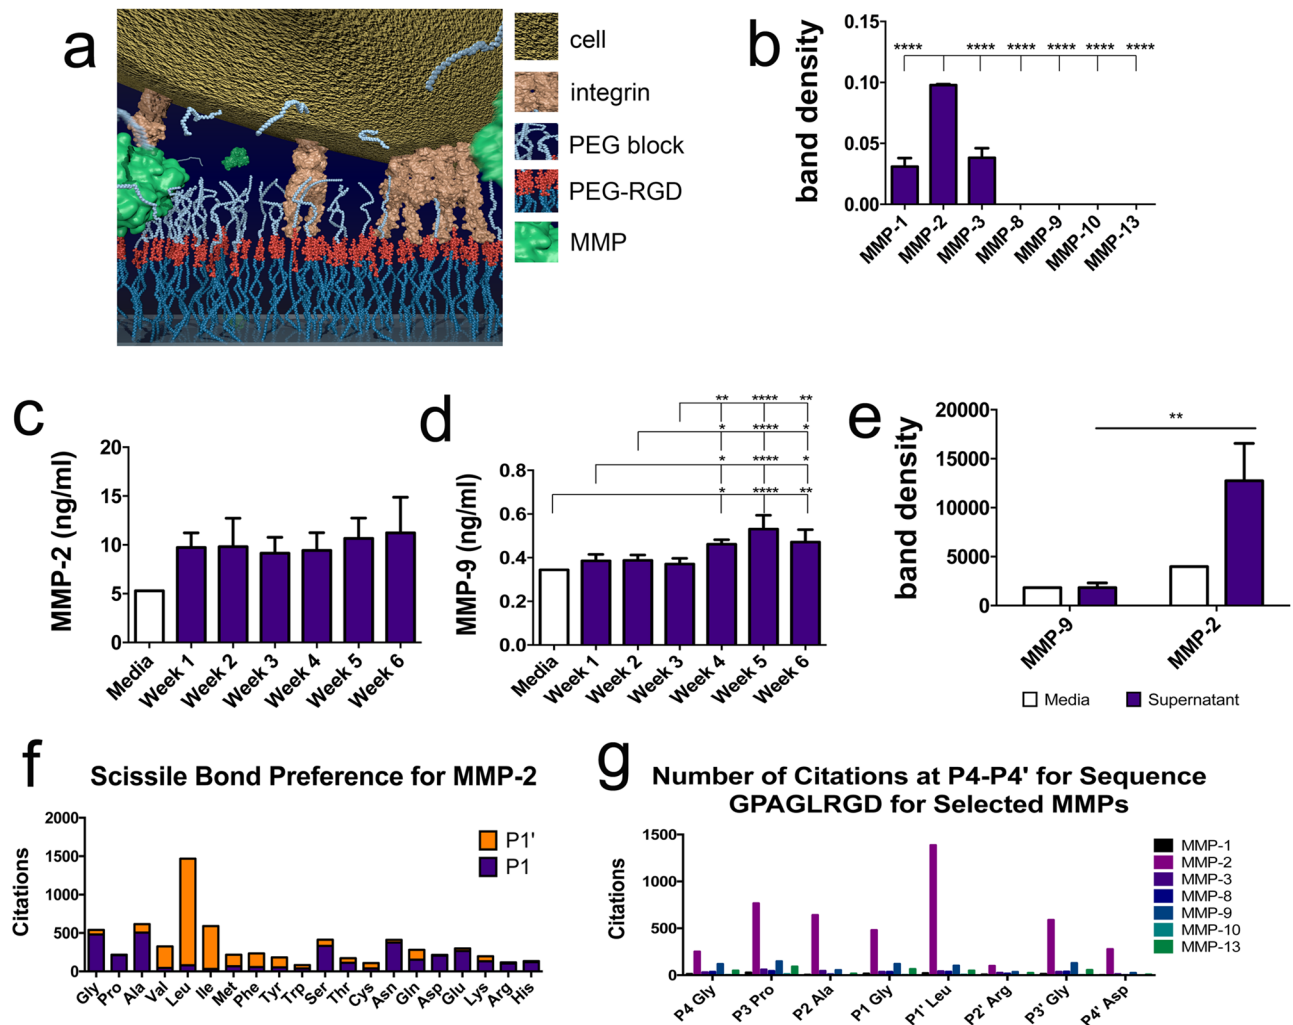 a
cell
integrin
PEG block
PEG-RGD
MMP
b
band density
0.15
0.10
0.05
0.00
**** **** **** **** **** ****
MMP-1 MMP-2 MMP-3 MMP-8 MMP-9 MMP-10 MMP-13
c
MMP-2 (ng/ml)
20
15
10
5
0
Media Week 1 Week 2 Week 3 Week 4 Week 5 Week 6
d
MMP-9 (ng/ml)
** **** **
* **** *
* **** *
* **** **
0.8
0.6
0.4
0.2
0.0
Media Week 1 Week 2 Week 3 Week 4 Week 5 Week 6
e
band density
20000
15000
10000
5000
0
**
MMP-9 MMP-2
Media Supernatant
f
Scissile Bond Preference for MMP-2
Citations
2000
1500
1000
500
0
P1'
P1
Gly Pro Ala Val Leu Ile Met Phe Tyr Trp Ser Thr Cys Asn Gln Asp Glu Lys Arg His
g
Number of Citations at P4-P4' for Sequence
GPAGLRGD for Selected MMPs
Citations
1500
1000
500
0
MMP-1
MMP-2
MMP-3
MMP-8
MMP-9
MMP-10
MMP-13
P4 Gly P3 Pro P2 Ala P1 Gly P1' Leu P2' Arg P3' Gly P4' Asp